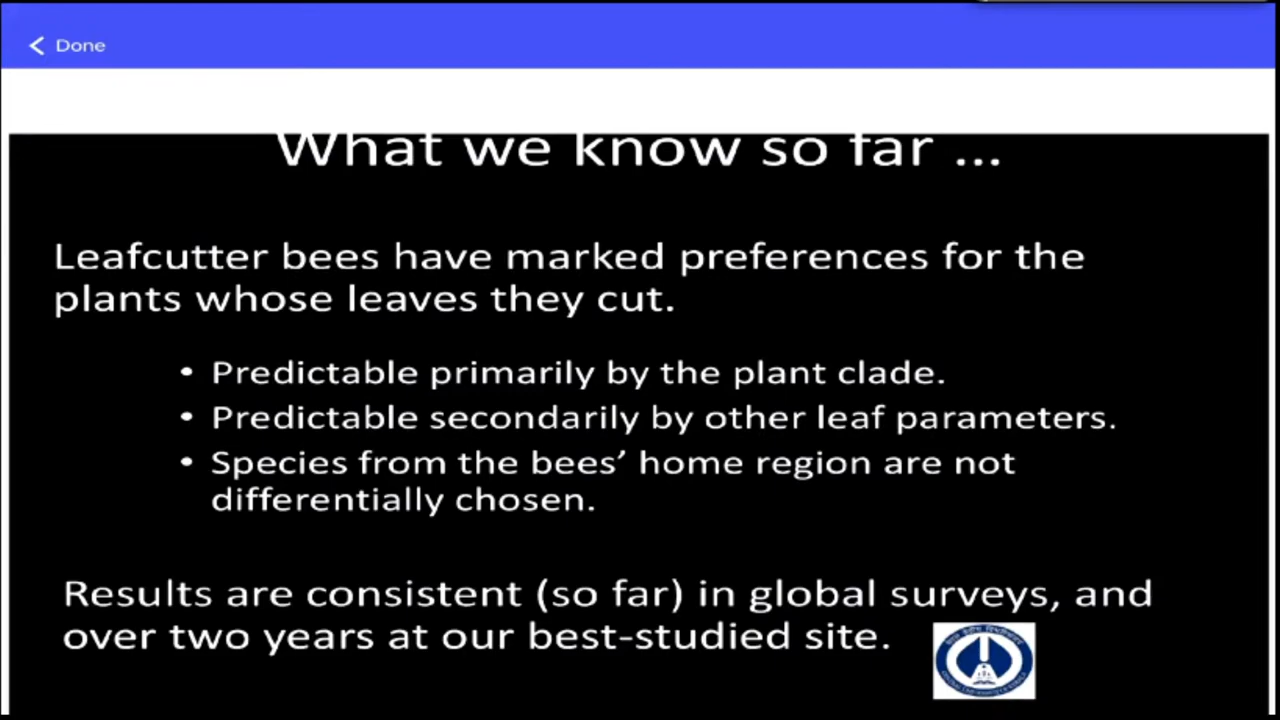 Done
What we know so far ...
Leafcutter bees have marked preferences for the
plants whose leaves they cut.
• Predictable primarily by the plant clade.
• Predictable secondarily by other leaf parameters.
• Species from the bees’ home region are not
differentially chosen.
Results are consistent (so far) in global surveys, and
over two years at our best-studied site.